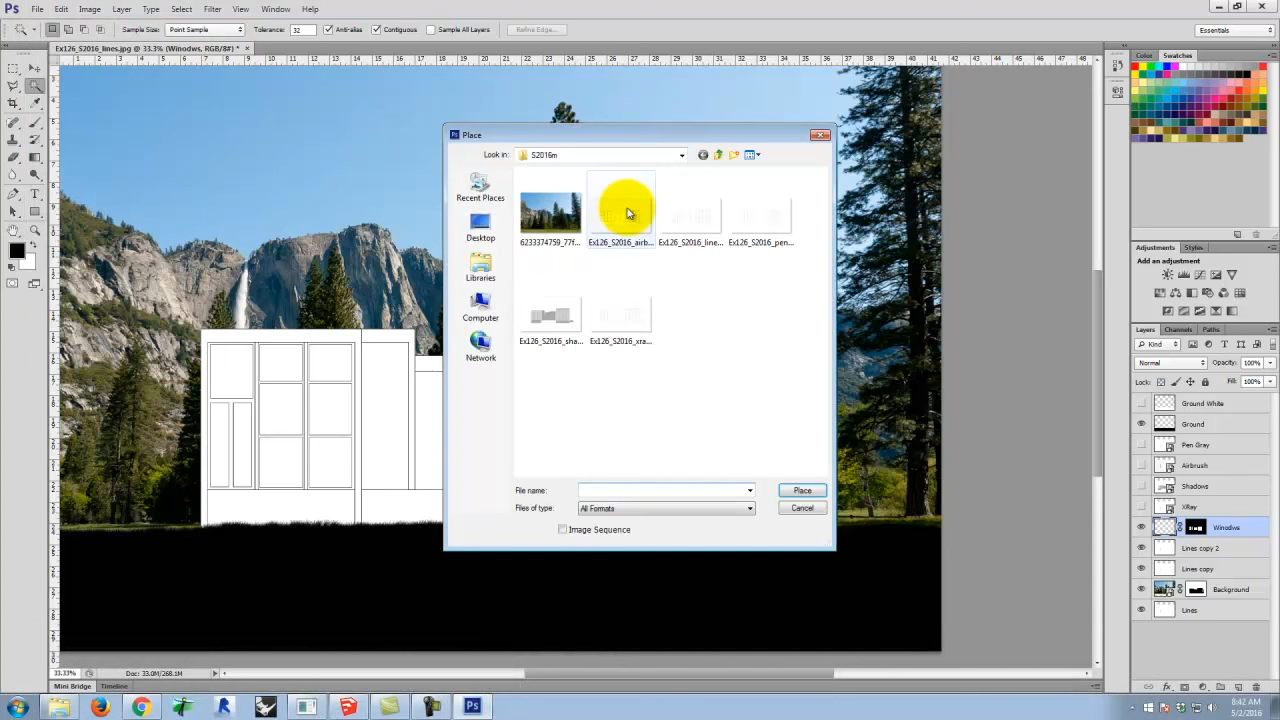 Ps File Edit Image Layer Type Select Filter View Window Help
Sample Size: Point Sample Tolerance: 32 Anti-alias Contiguous Sample All Layers Refine Edge... Essentials
Ex126_S2016_lines.jpg @ 33.3% (Winodws, RGB/8#) *
Color Swatches
Place
Look in: S2016m
Recent Places
Desktop
Libraries
Computer
Network
6233374759_77f... Ex126_S2016_airb... Ex126_S2016_line... Ex126_S2016_pen...
Ex126_S2016_sha... Ex126_S2016_xra...
File name: Place
Files of type: All Formats Cancel
Image Sequence
Adjustments Styles
Add an adjustment
Layers Channels Paths
Kind
Normal Opacity: 100%
Lock: Fill: 100%
Ground White
Ground
Pen Gray
Airbrush
Shadows
XRay
Winodws
Lines copy 2
Lines copy
Background
Lines
33.33% Doc: 33.0M/268.1M
Mini Bridge Timeline
8:42 AM
5/2/2016